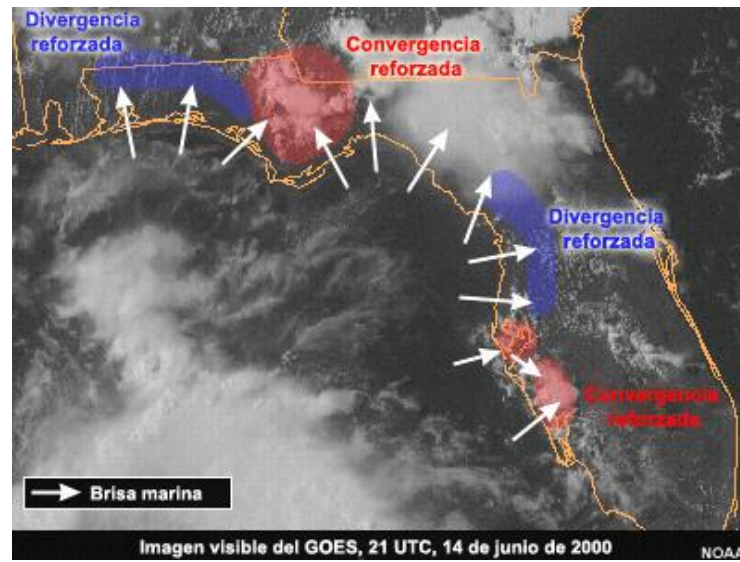 Divergencia
reforzada
Convergencia
reforzada
Divergencia
reforzada
Convergencia
reforzada
Brisa marina
Imagen visible del GOES, 21 UTC, 14 de junio de 2000
NOAA